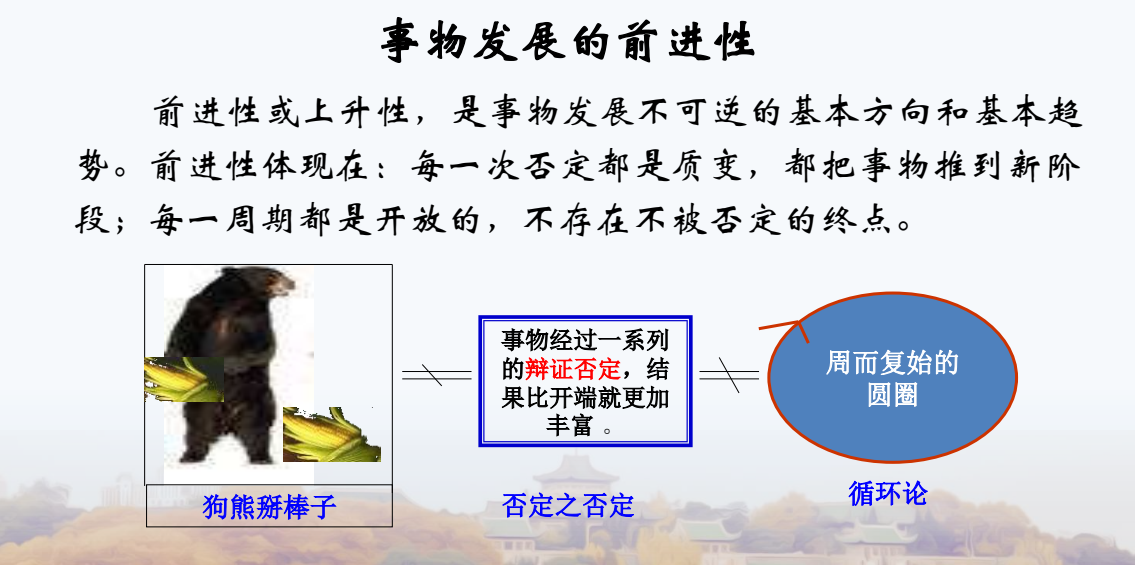 事物发展的前进性
前进性或上升性，是事物发展不可逆的基本方向和基本趋
势。前进性体现在：每一次否定都是质变，都把事物推到新阶
段；每一周期都是开放的，不存在不被否定的终点。
事物经过一系列
的辩证否定，结
果比开端就更加
丰富 。
周而复始的
圆圈
狗熊掰棒子
否定之否定
循环论